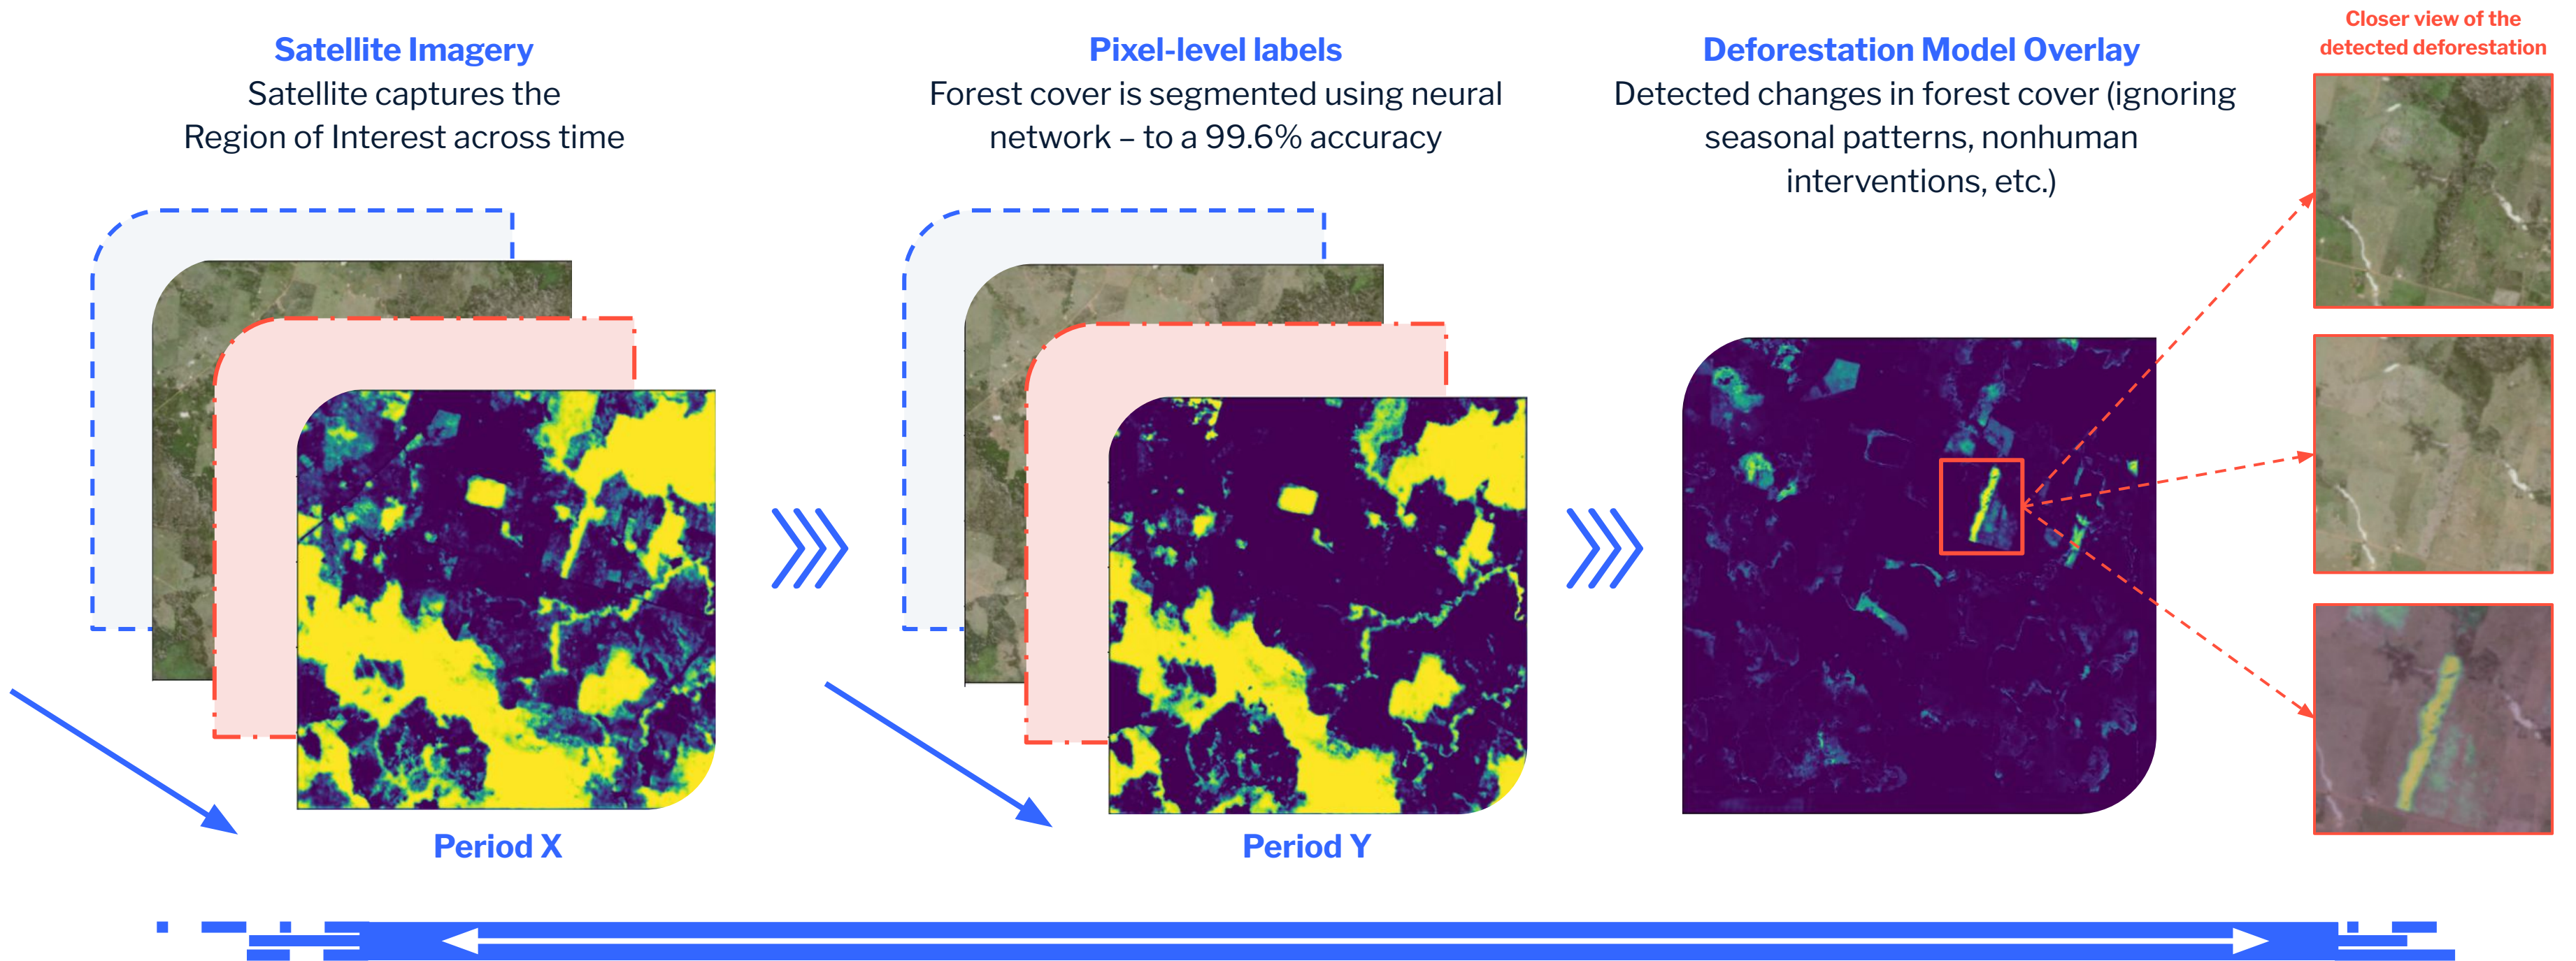 Satellite Imagery
Satellite captures the
Region of Interest across time
Pixel-level labels
Forest cover is segmented using neural
network – to a 99.6% accuracy
Deforestation Model Overlay
Detected changes in forest cover (ignoring
seasonal patterns, nonhuman
interventions, etc.)
Closer view of the
detected deforestation
Period X
Period Y